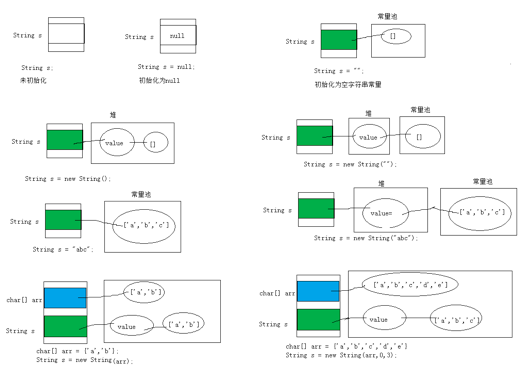 String s
String s;
未初始化
String s
null
String s = null;
初始化为null
常量池
String s
[]
String s = "";
初始化为空字符串常量
堆
String s
value
[]
String s = new String();
堆
常量池
String s
value
[]
String s = new String("");
常量池
String s
['a','b','c']
String s = "abc";
堆
常量池
String s
value=
['a','b','c']
String s = new String("abc");
char[] arr
['a','b']
String s
value
['a','b']
char[] arr = ['a','b'];
String s = new String(arr);
char[] arr
['a','b','c','d','e']
String s
value
['a','b','c']
char[] arr = ['a','b','c','d','e']
String s = new String(arr,0,3);